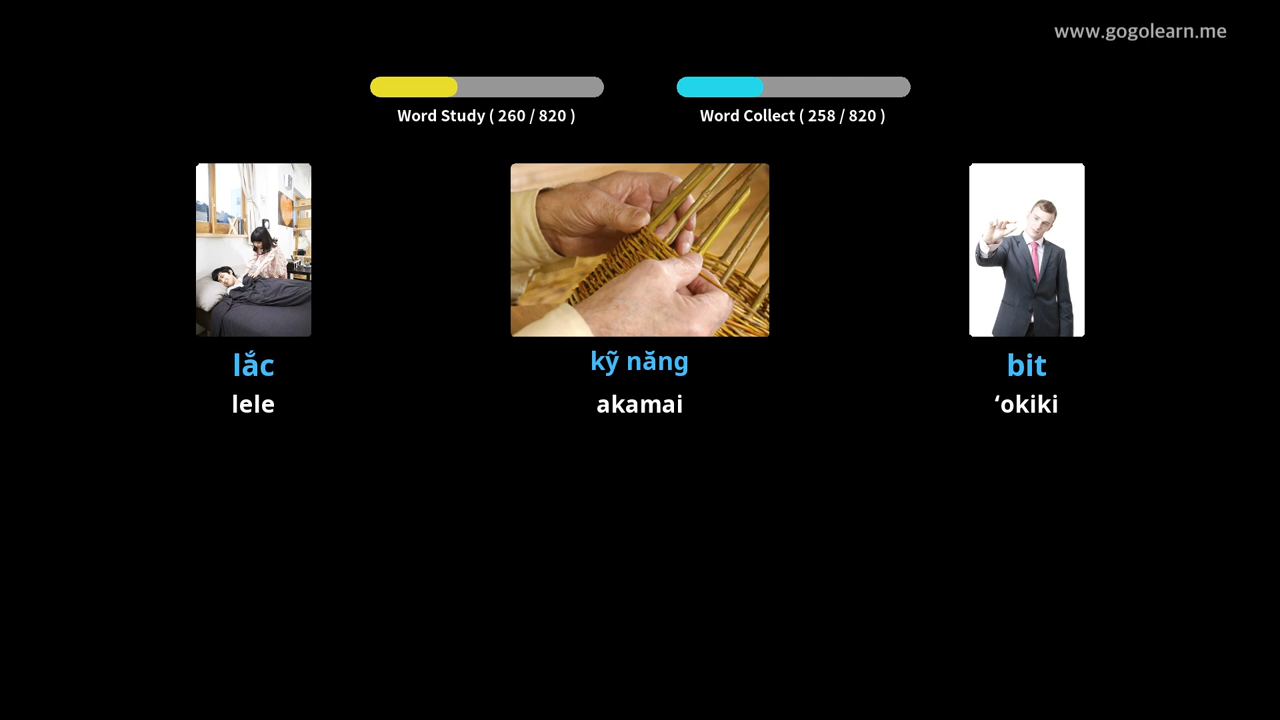 www.gogolearn.me
Word Study ( 260 / 820 )
Word Collect ( 258 / 820 )
lắc
kỹ năng
bit
lele
akamai
ʻokiki